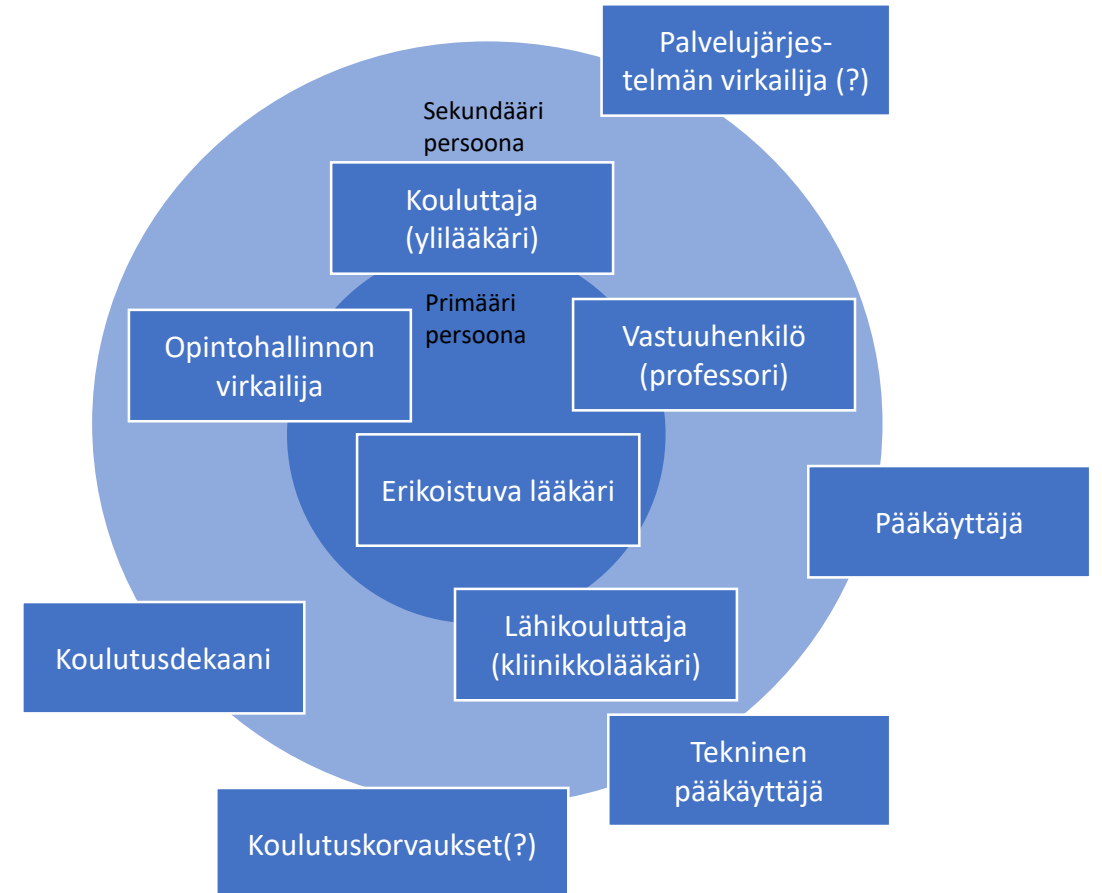 Palvelujärjes-
telmän virkailija (?)
Sekundääri
persoona
Kouluttaja
(ylilääkäri)
Primääri
persoona
Opintohallinnon
virkailija
Vastuuhenkilö
(professori)
Erikoistuva lääkäri
Pääkäyttäjä
Lähikouluttaja
(kliinikkolääkäri)
Koulutusdekaani
Tekninen
pääkäyttäjä
Koulutuskorvaukset(?)